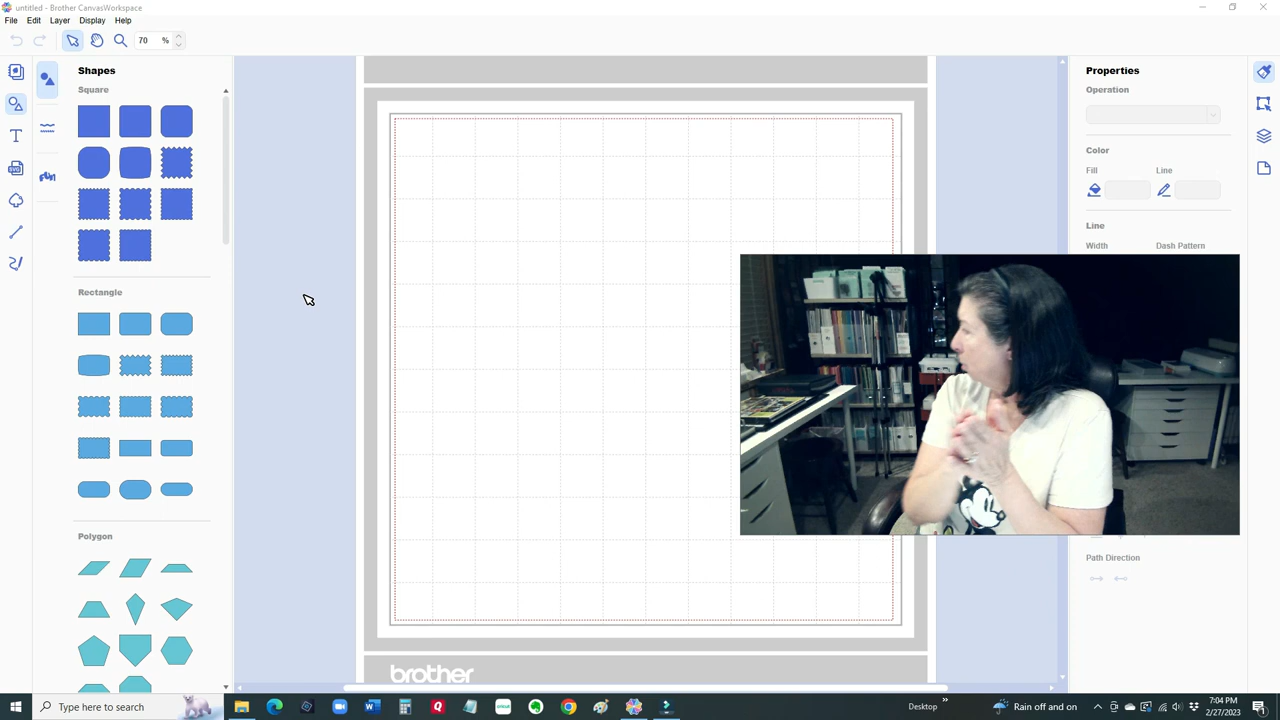 untitled - Brother CanvasWorkspace
File Edit Layer Display Help
70 %
Shapes
Square
Rectangle
Polygon
brother
Properties
Operation
Color
Fill Line
Line
Width Dash Pattern
Path Direction
Type here to search
Desktop
Rain off and on
7:04 PM
2/27/2023